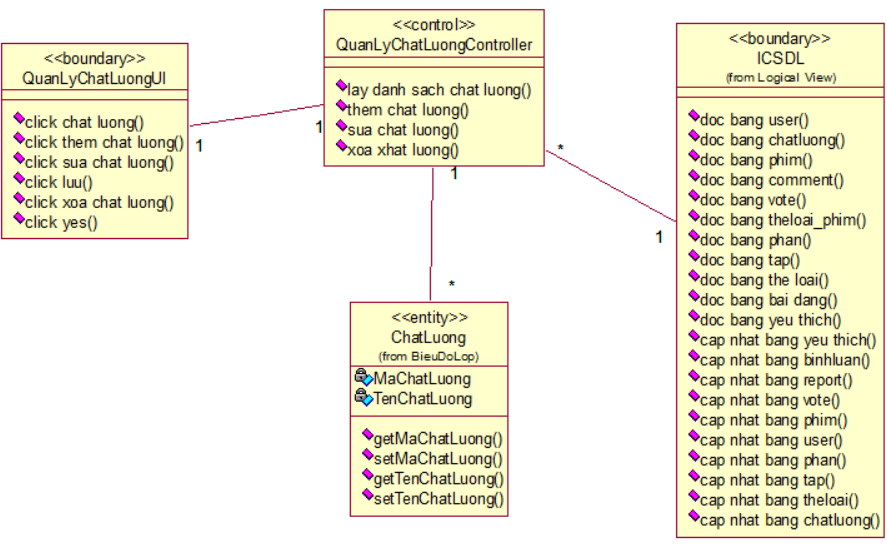 <<boundary>>
QuanLyChatLuongUI
click chat luong()
click them chat luong()
click sua chat luong()
click luu()
click xoa chat luong()
click yes()
1
1
<<control>>
QuanLyChatLuongController
lay danh sach chat luong()
them chat luong()
sua chat luong()
xoa xhat luong()
1
*
*
1
<<entity>>
ChatLuong
(from BieuDoLop)
MaChatLuong
TenChatLuong
getMaChatLuong()
setMaChatLuong()
getTenChatLuong()
setTenChatLuong()
<<boundary>>
ICSDL
(from Logical View)
doc bang user()
doc bang chatluong()
doc bang phim()
doc bang comment()
doc bang vote()
doc bang theloai_phim()
doc bang phan()
doc bang tap()
doc bang the loai()
doc bang bai dang()
doc bang yeu thich()
cap nhat bang yeu thich()
cap nhat bang binhluan()
cap nhat bang report()
cap nhat bang vote()
cap nhat bang phim()
cap nhat bang user()
cap nhat bang phan()
cap nhat bang tap()
cap nhat bang theloai()
cap nhat bang chatluong()